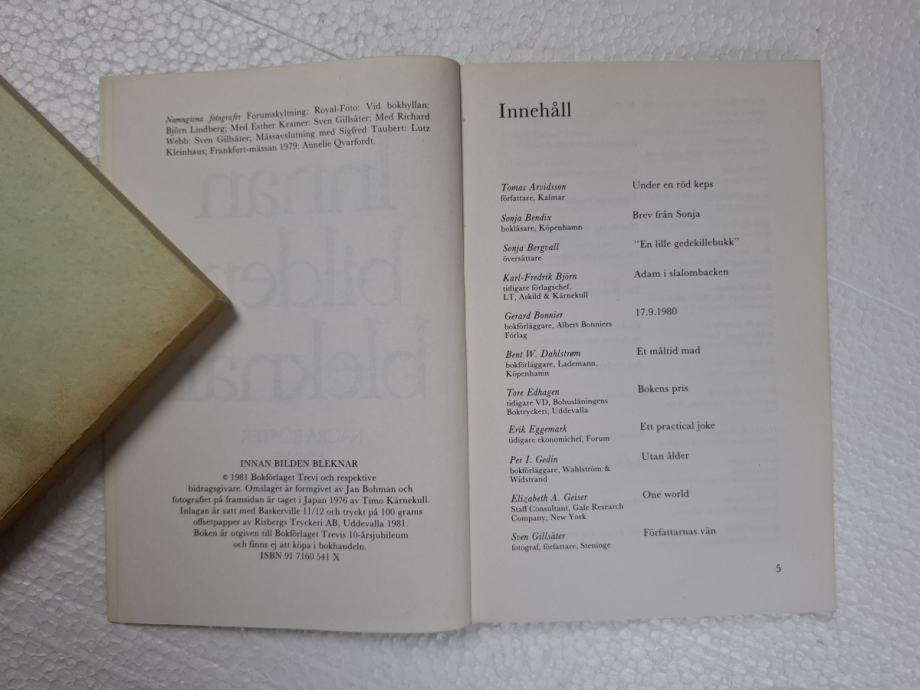 Namngivna fotografer Forumskyltning: Royal-Foto: Vid bokhyllan:
Björn Lindberg; Med Esther Kramer: Sven Gillsäter; Med Richard
Webb: Sven Gillsäter; Mässavslutning med Sigfred Taubert: Lutz
Kleinhaus; Frankfurt-mässan 1979: Annelie Qvarfordt.
INNAN BILDEN BLEKNAR
© 1981 Bokförlaget Trevi och respektive
bidragsgivare. Omslaget är formgivet av Jan Bohman och
fotografiet på framsidan är taget i Japan 1976 av Timo Kärnekull.
Inlagan är satt med Baskerville 11/12 och tryckt på 100 grams
offsetpapper av Risbergs Tryckeri AB, Uddevalla 1981.
Boken är utgiven till Bokförlaget Trevis 10-årsjubileum
och finns ej att köpa i bokhandeln.
ISBN 91 7160 541 X
Innehåll
Tomas Arvidsson Under en röd keps
författare, Kalmar
Sonja Bendix Brev från Sonja
bokläsare, Köpenhamn
Sonja Bergvall "En lille gedekillebukk"
översättare
Karl-Fredrik Björn Adam i slalombacken
tidigare förlagschef,
LT, Askild & Kärnekull
Gerard Bonnier 17.9.1980
bokförläggare, Albert Bonniers
Förlag
Bent W. Dahlstrøm Et måltid mad
bokförläggare, Lademann,
Köpenhamn
Tore Edhagen Bokens pris
tidigare VD, Bohusläningens
Boktryckeri, Uddevalla
Erik Eggemark Ett practical joke
tidigare ekonomichef, Forum
Per I. Gedin Utan ålder
bokförläggare, Wahlström &
Widstrand
Elizabeth A. Geiser One world
Staff Consultant, Gale Research
Company, New York
Sven Gillsäter Författarnas vän
fotograf, författare, Steninge
5